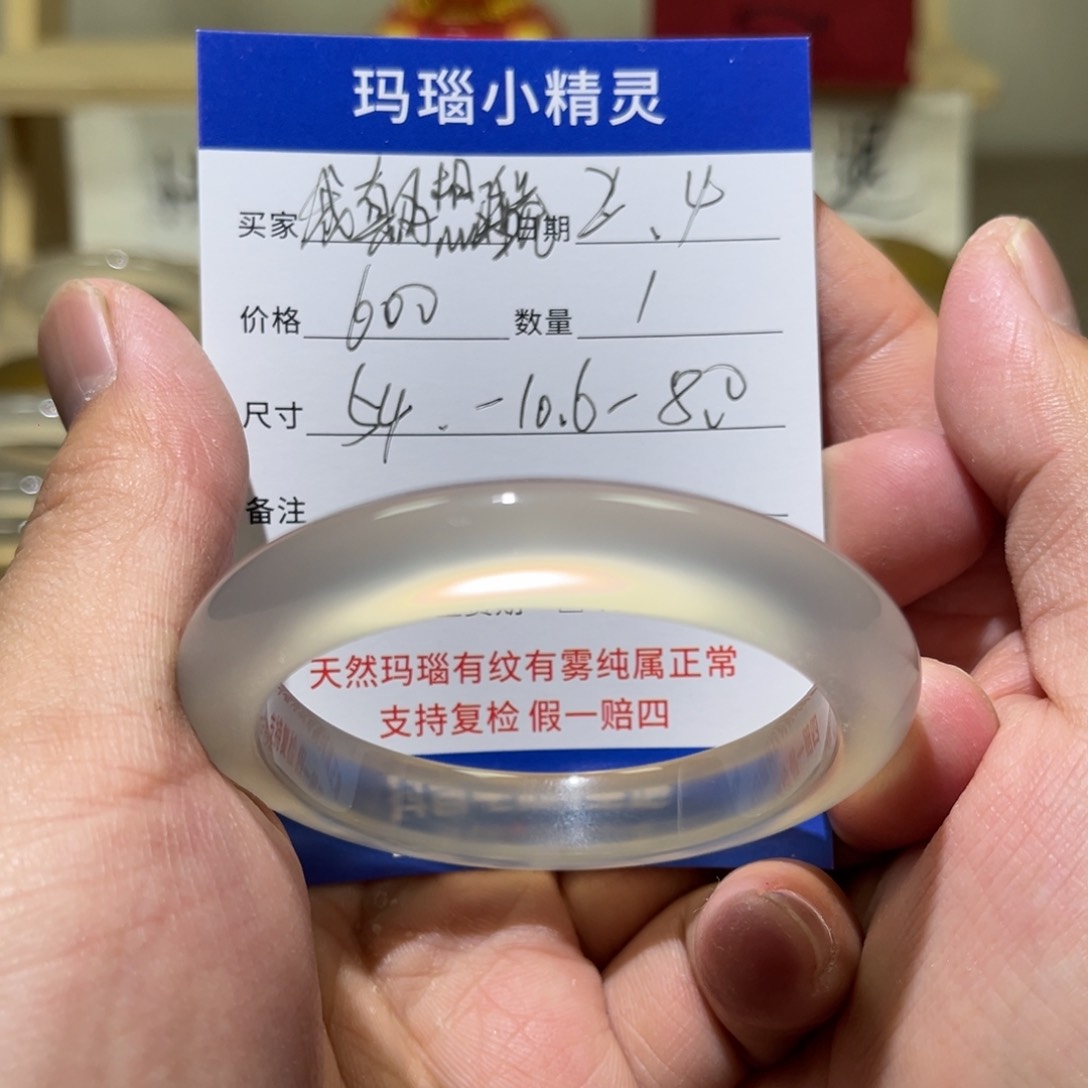 玛瑙小精灵
买家 日期 2.4
价格 600 数量 1
尺寸 54.-10.6-8.0
备注
天然玛瑙有纹有雾纯属正常
支持复检 假一赔四